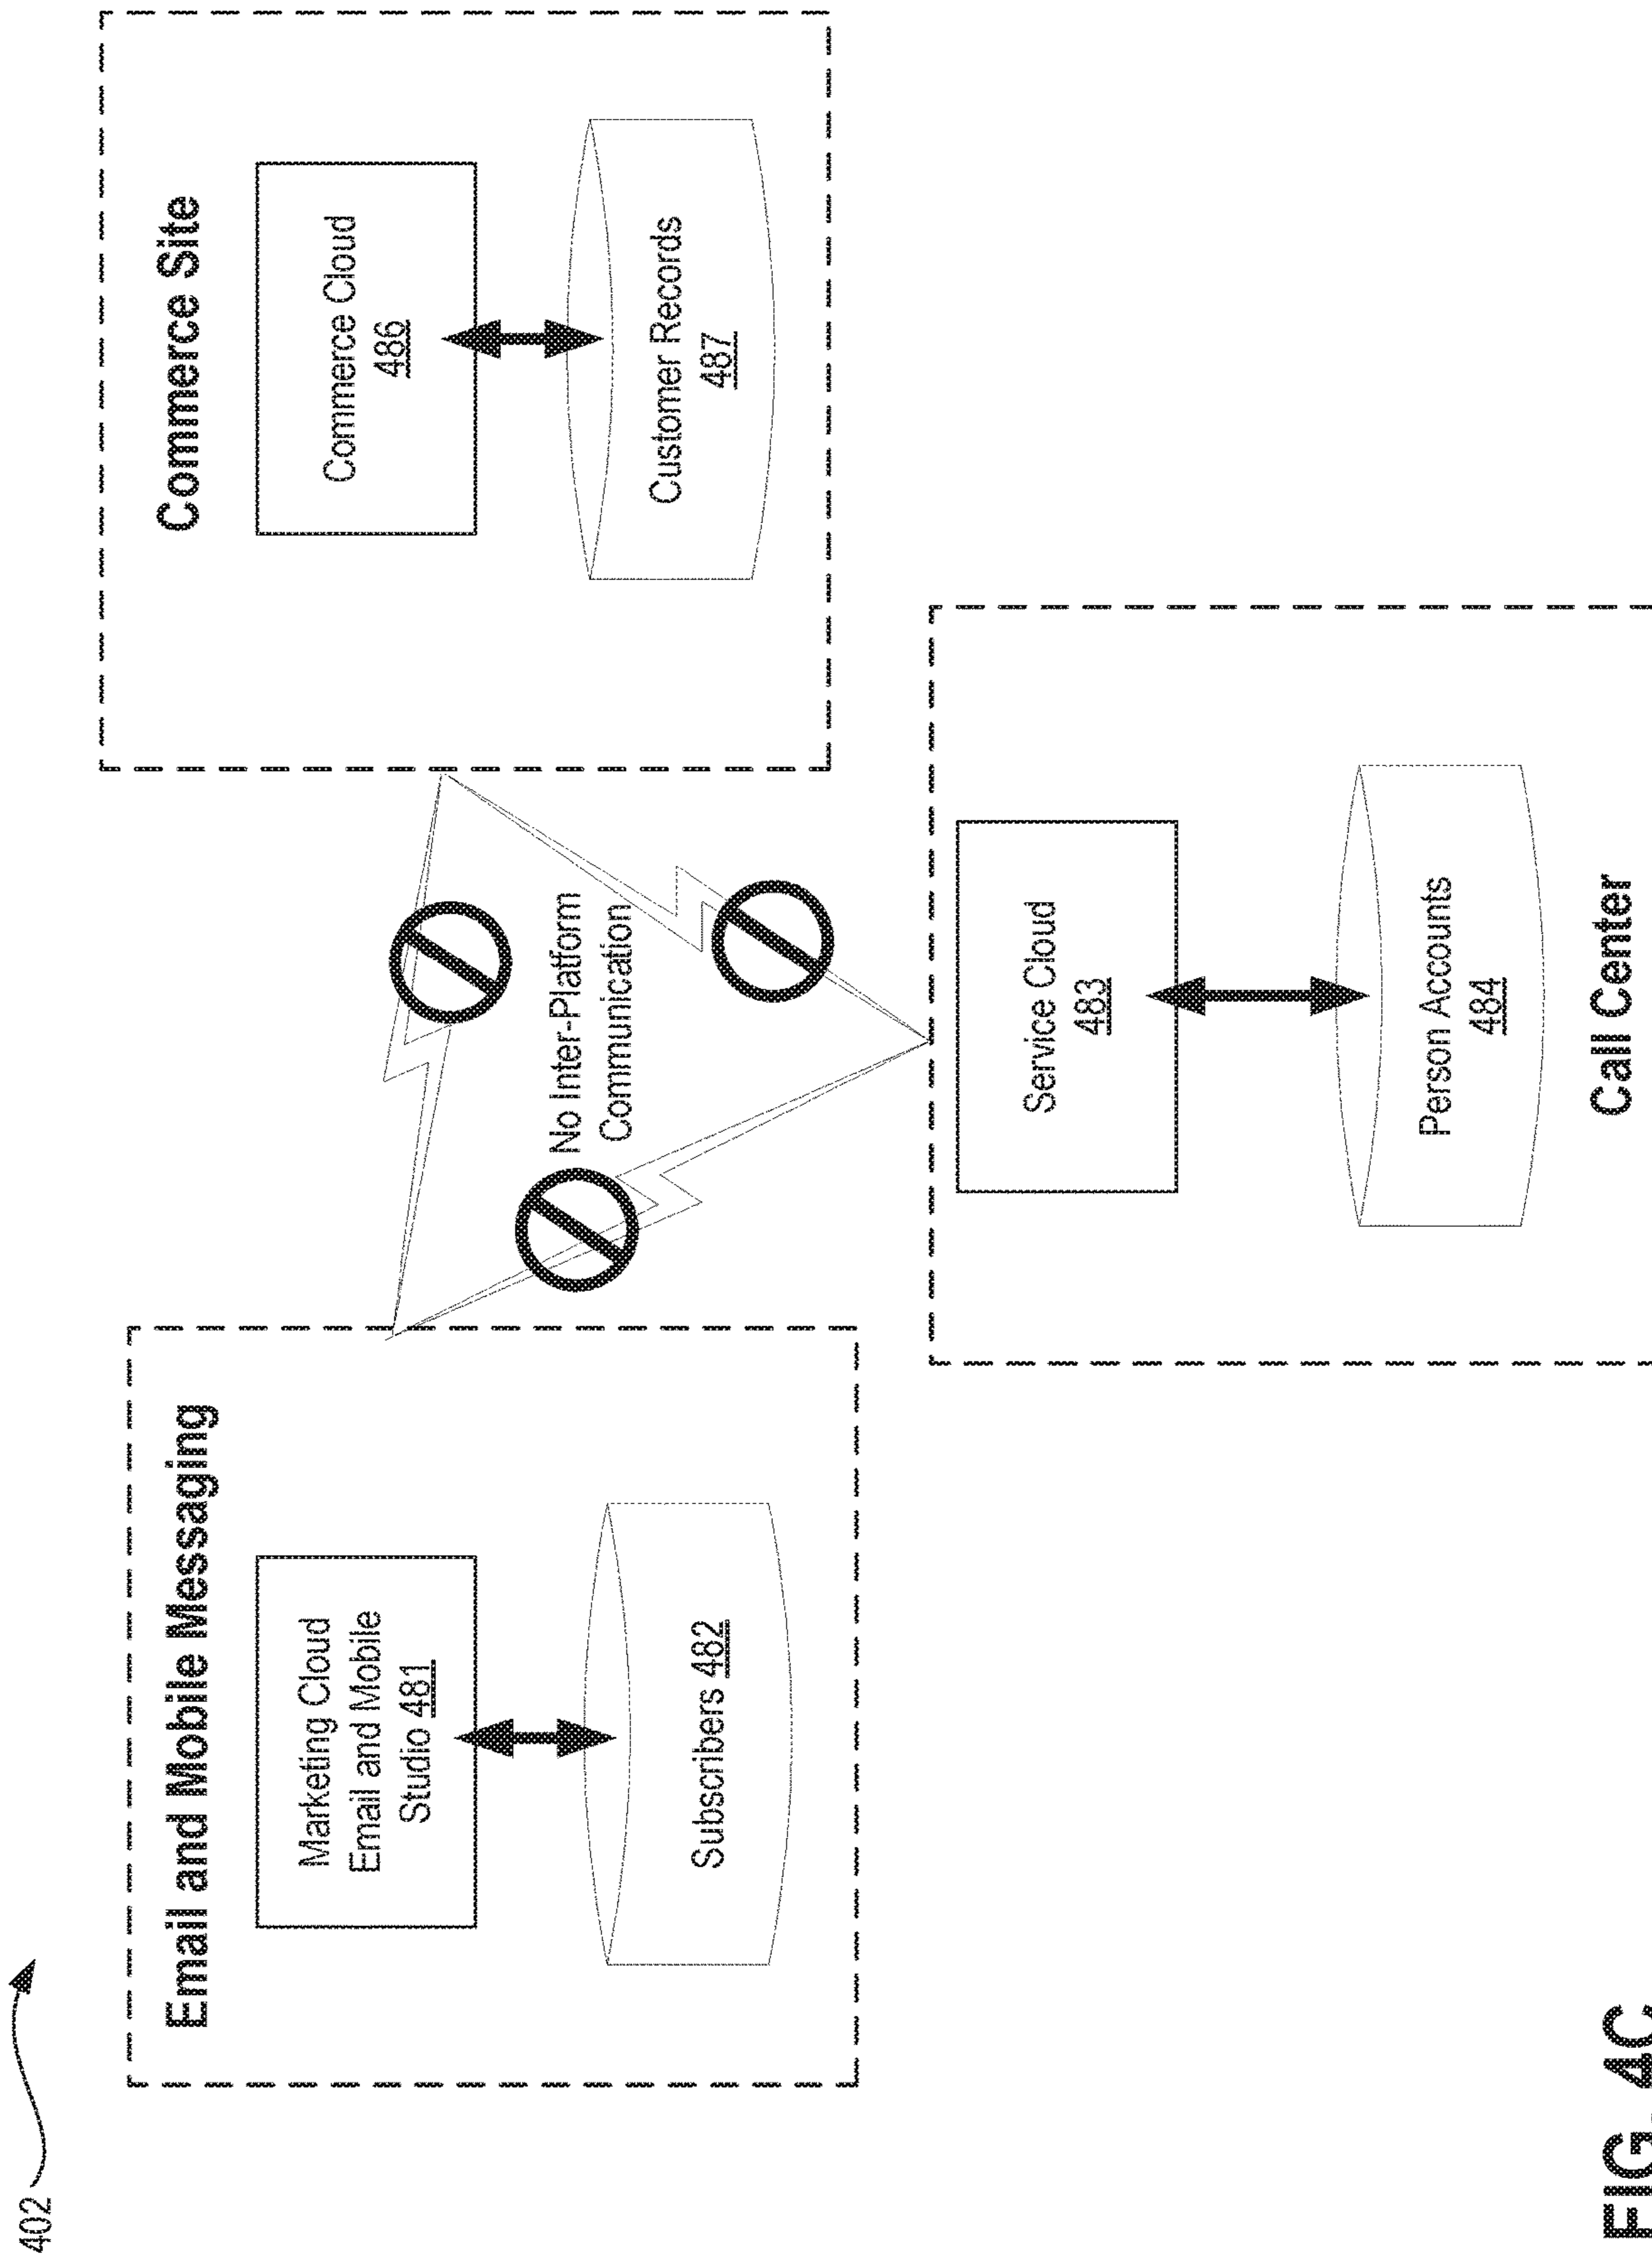 402
Email and Mobile Messaging
Marketing Cloud
Email and Mobile
Studio 481
Subscribers 482
No Inter-Platform
Communication
Commerce Site
Commerce Cloud
486
Customer Records
487
Service Cloud
483
Person Accounts
484
Call Center
FIG. 4C